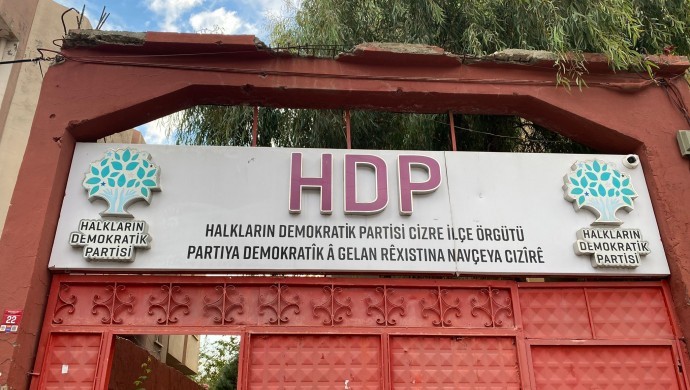 HDP
HALKLARIN DEMOKRATİK PARTİSİ CİZRE İLÇE ÖRGÜTÜ
PARTIYA DEMOKRATÎK Â GELAN RÊXISTINA NAVÇEYA CIZÎRÊ
HALKLARIN
DEMOKRATİK
PARTİSİ
HALKLARIN
DEMOKRATİK
PARTİSİ
22